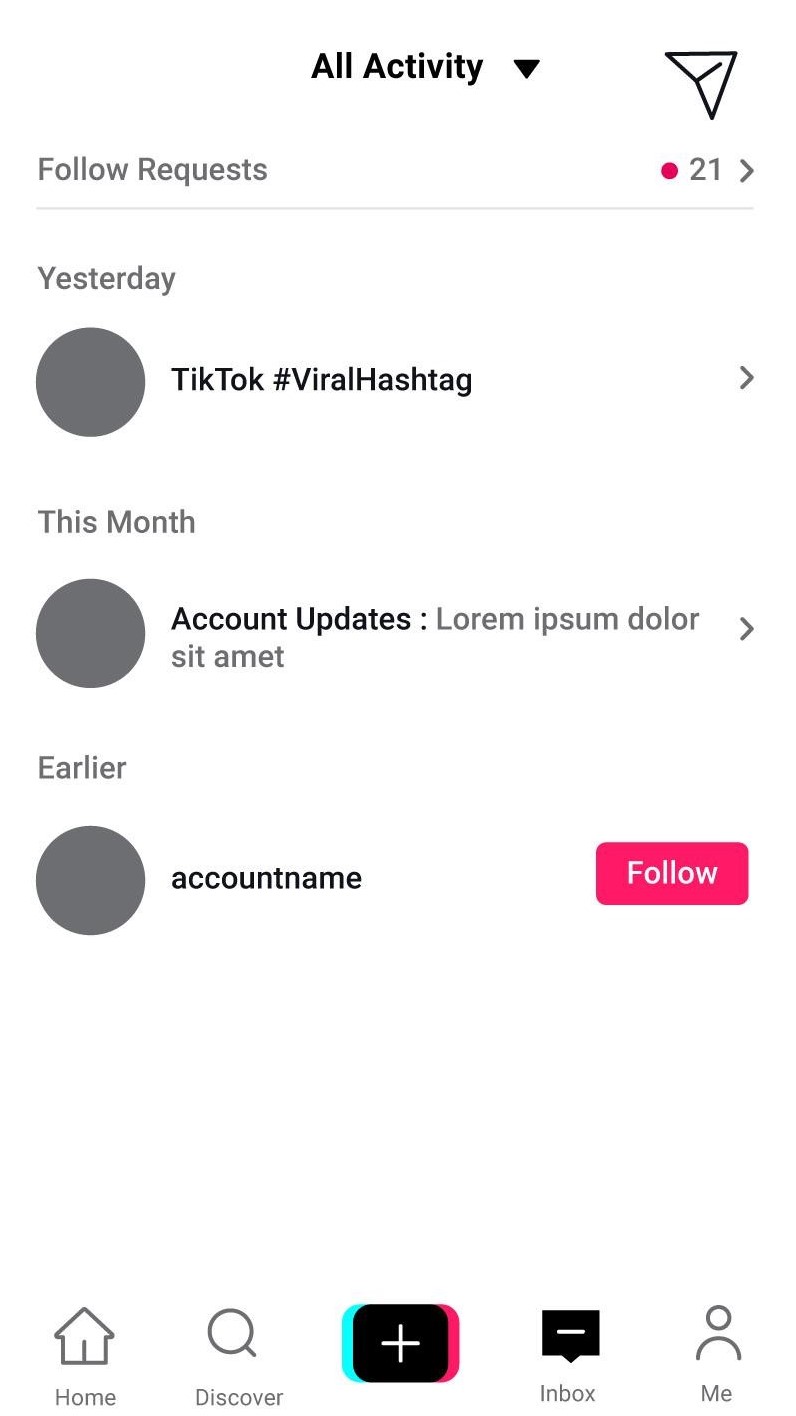 All Activity
Follow Requests 21
Yesterday
TikTok #ViralHashtag
This Month
Account Updates : Lorem ipsum dolor
sit amet
Earlier
accountname Follow
Home Discover Inbox Me